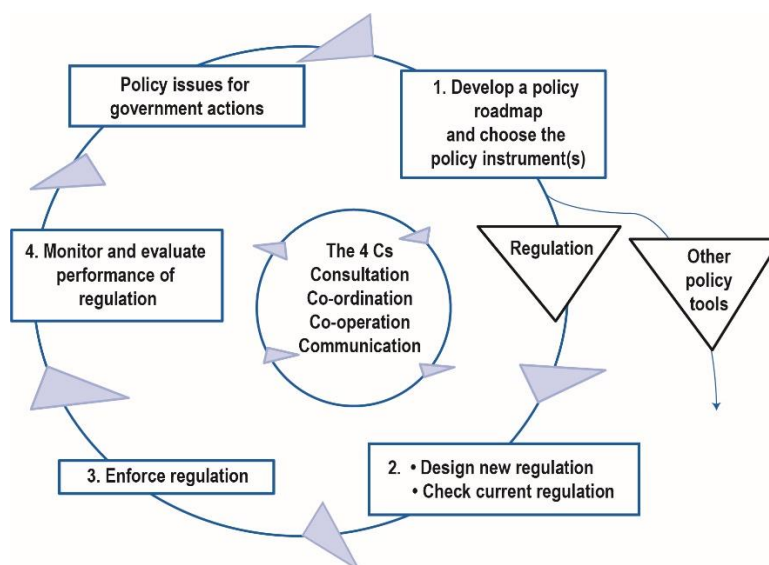 Policy issues for
government actions
1. Develop a policy
roadmap
and choose the
policy instrument(s)
Regulation
Other
policy
tools
2. • Design new regulation
• Check current regulation
3. Enforce regulation
4. Monitor and evaluate
performance of
regulation
The 4 Cs
Consultation
Co-ordination
Co-operation
Communication